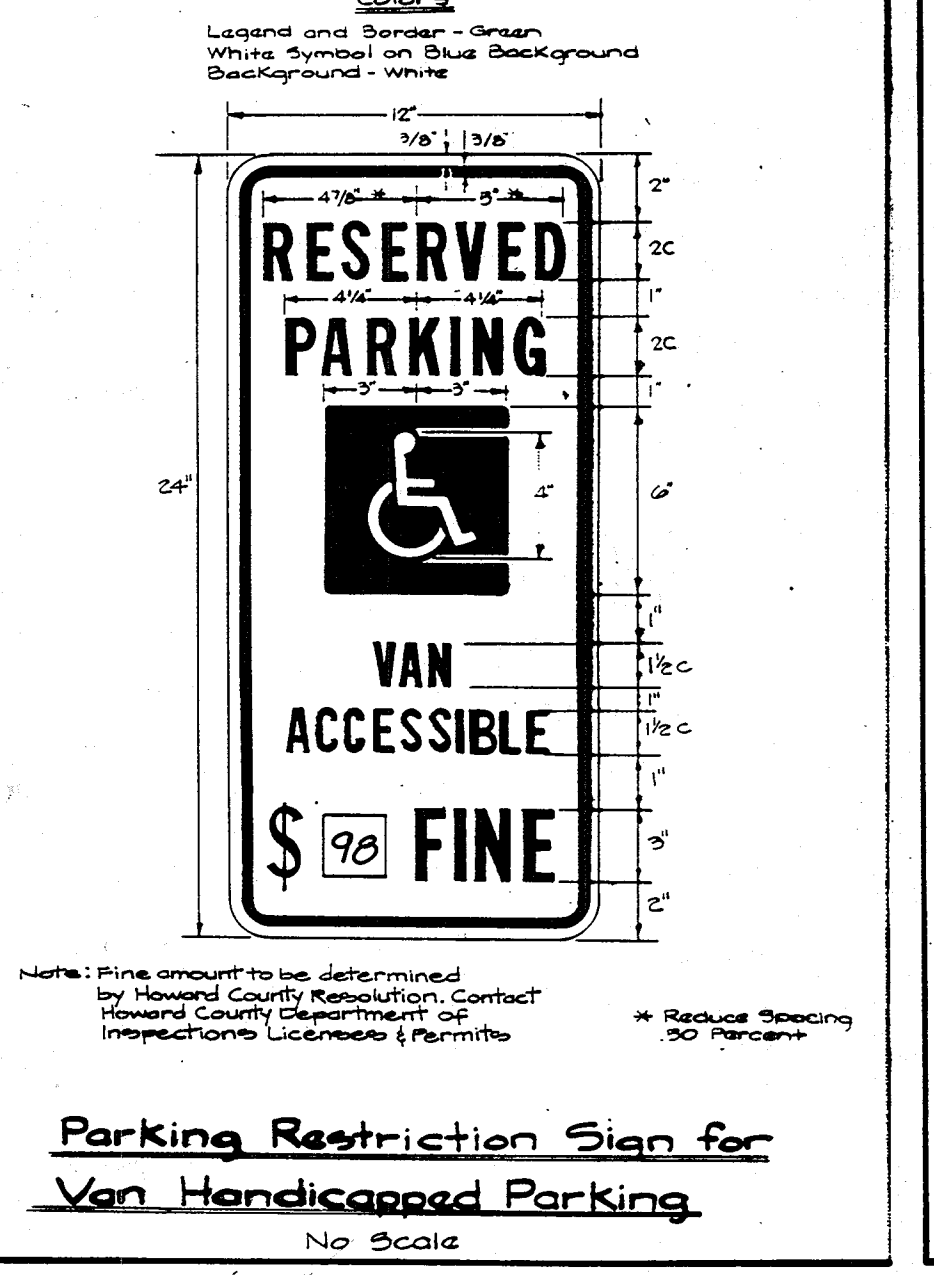 Colors
Legend and Border - Green
White Symbol on Blue Background
Background - White
12"
3/8" 3/8"
2"
4 7/8" * 5" *
RESERVED
2C
4 1/4" 4 1/4"
1"
PARKING
2C
3" 3"
1"
24"
4"
6"
1"
VAN
1 1/2 C
1"
ACCESSIBLE
1 1/2 C
1"
$ 98 FINE
3"
2"
Note: Fine amount to be determined
by Howard County Resolution. Contact
Howard County Department of
Inspections Licenses & Permits
* Reduce Spacing
50 Percent
Parking Restriction Sign for
Van Handicapped Parking
No Scale